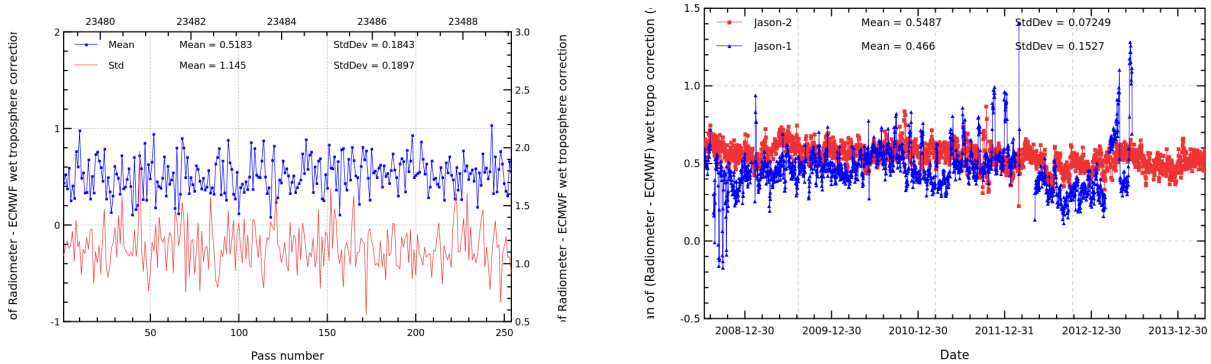 23480 23482 23484 23486 23488
2
1
0
-1
3.0
2.5
2.0
1.5
1.0
0.5
Mean Mean = 0.5183 StdDev = 0.1843
Std Mean = 1.145 StdDev = 0.1897
of Radiometer - ECMWF wet troposphere correction
of Radiometer - ECMWF wet troposphere correction
50 100 150 200 250
Pass number
1.5
1.0
0.5
0.0
-0.5
Jason-2 Mean = 0.5487 StdDev = 0.07249
Jason-1 Mean = 0.466 StdDev = 0.1527
of (Radiometer - ECMWF) wet tropo correction (
2008-12-30 2009-12-30 2010-12-30 2011-12-31 2012-12-30 2013-12-30
Date